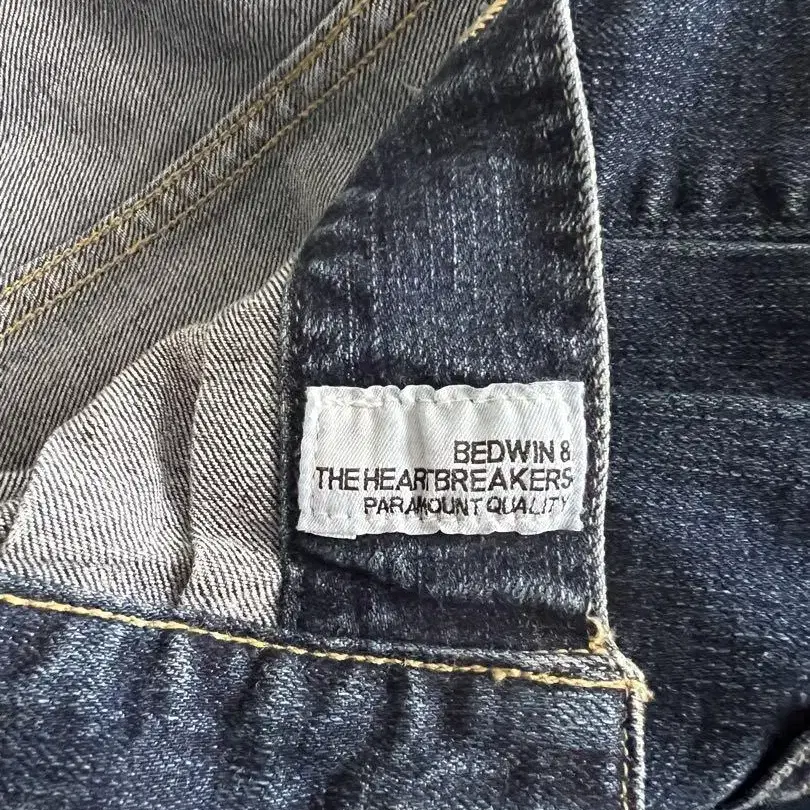 BEDWIN &
THE HEARTBREAKERS
PARAMOUNT QUALITY